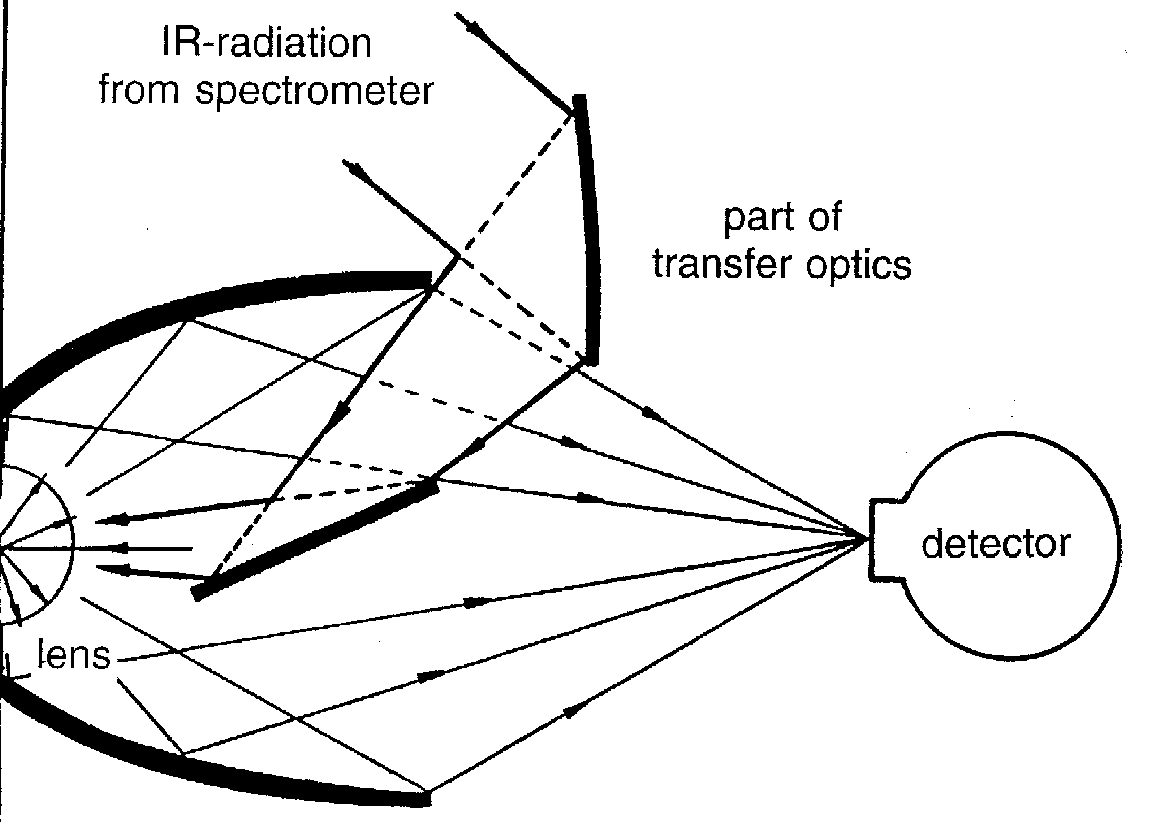 IR-radiation
from spectrometer
part of
transfer optics
detector
lens